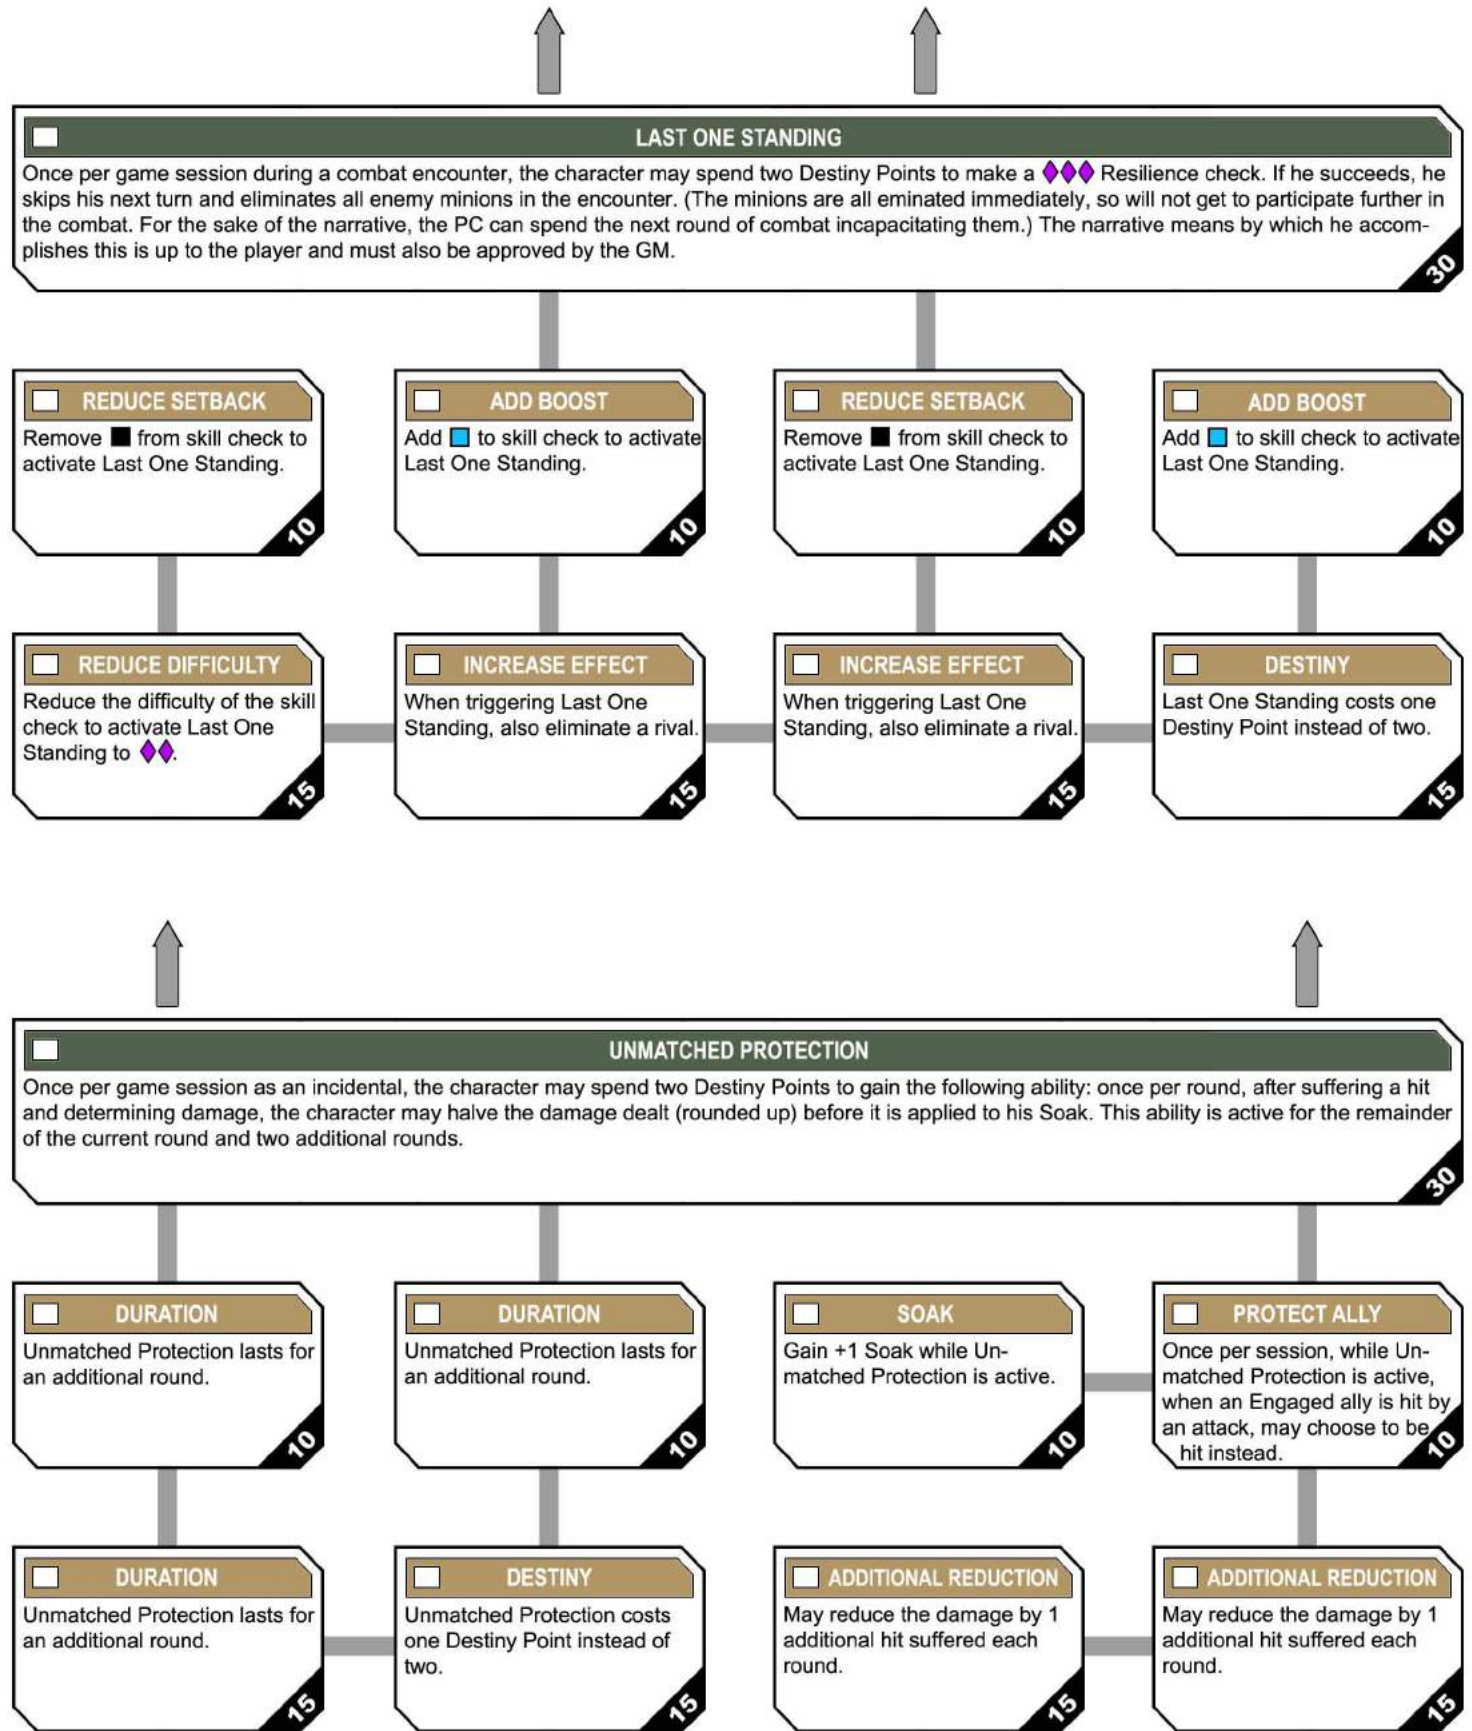 LAST ONE STANDING
Once per game session during a combat encounter, the character may spend two Destiny Points to make a ♦♦♦ Resilience check. If he succeeds, he
skips his next turn and eliminates all enemy minions in the encounter. (The minions are all eminated immediately, so will not get to participate further in
the combat. For the sake of the narrative, the PC can spend the next round of combat incapacitating them.) The narrative means by which he accom-
plishes this is up to the player and must also be approved by the GM.
30
REDUCE SETBACK
Remove ■ from skill check to
activate Last One Standing.
10
ADD BOOST
Add ■ to skill check to activate
Last One Standing.
10
REDUCE SETBACK
Remove ■ from skill check to
activate Last One Standing.
10
ADD BOOST
Add ■ to skill check to activate
Last One Standing.
10
REDUCE DIFFICULTY
Reduce the difficulty of the skill
check to activate Last One
Standing to ♦♦.
15
INCREASE EFFECT
When triggering Last One
Standing, also eliminate a rival.
15
INCREASE EFFECT
When triggering Last One
Standing, also eliminate a rival.
15
DESTINY
Last One Standing costs one
Destiny Point instead of two.
15
UNMATCHED PROTECTION
Once per game session as an incidental, the character may spend two Destiny Points to gain the following ability: once per round, after suffering a hit
and determining damage, the character may halve the damage dealt (rounded up) before it is applied to his Soak. This ability is active for the remainder
of the current round and two additional rounds.
30
DURATION
Unmatched Protection lasts for
an additional round.
10
DURATION
Unmatched Protection lasts for
an additional round.
10
SOAK
Gain +1 Soak while Un-
matched Protection is active.
10
PROTECT ALLY
Once per session, while Un-
matched Protection is active,
when an Engaged ally is hit by
an attack, may choose to be
hit instead.
10
DURATION
Unmatched Protection lasts for
an additional round.
15
DESTINY
Unmatched Protection costs
one Destiny Point instead of
two.
15
ADDITIONAL REDUCTION
May reduce the damage by 1
additional hit suffered each
round.
15
ADDITIONAL REDUCTION
May reduce the damage by 1
additional hit suffered each
round.
15